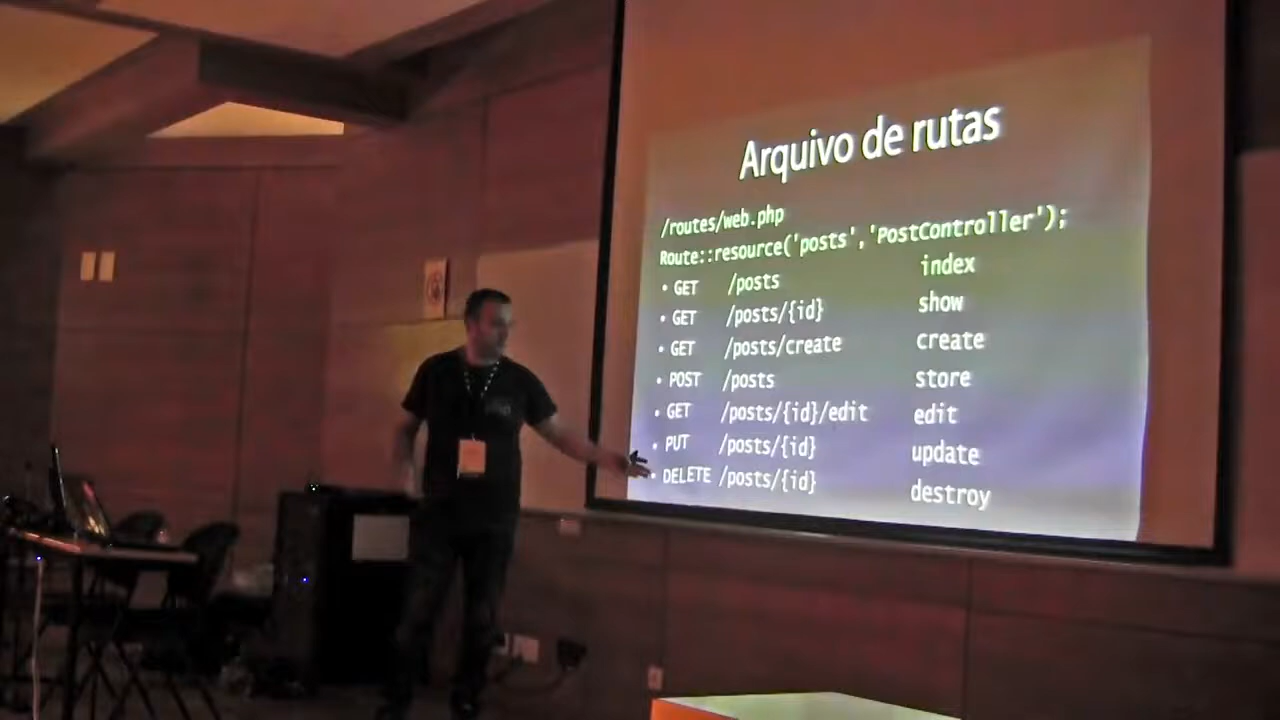 Arquivo de rutas
/routes/web.php
Route::resource('posts','PostController');
• GET /posts index
• GET /posts/{id} show
• GET /posts/create create
• POST /posts store
• GET /posts/{id}/edit edit
• PUT /posts/{id} update
• DELETE /posts/{id} destroy